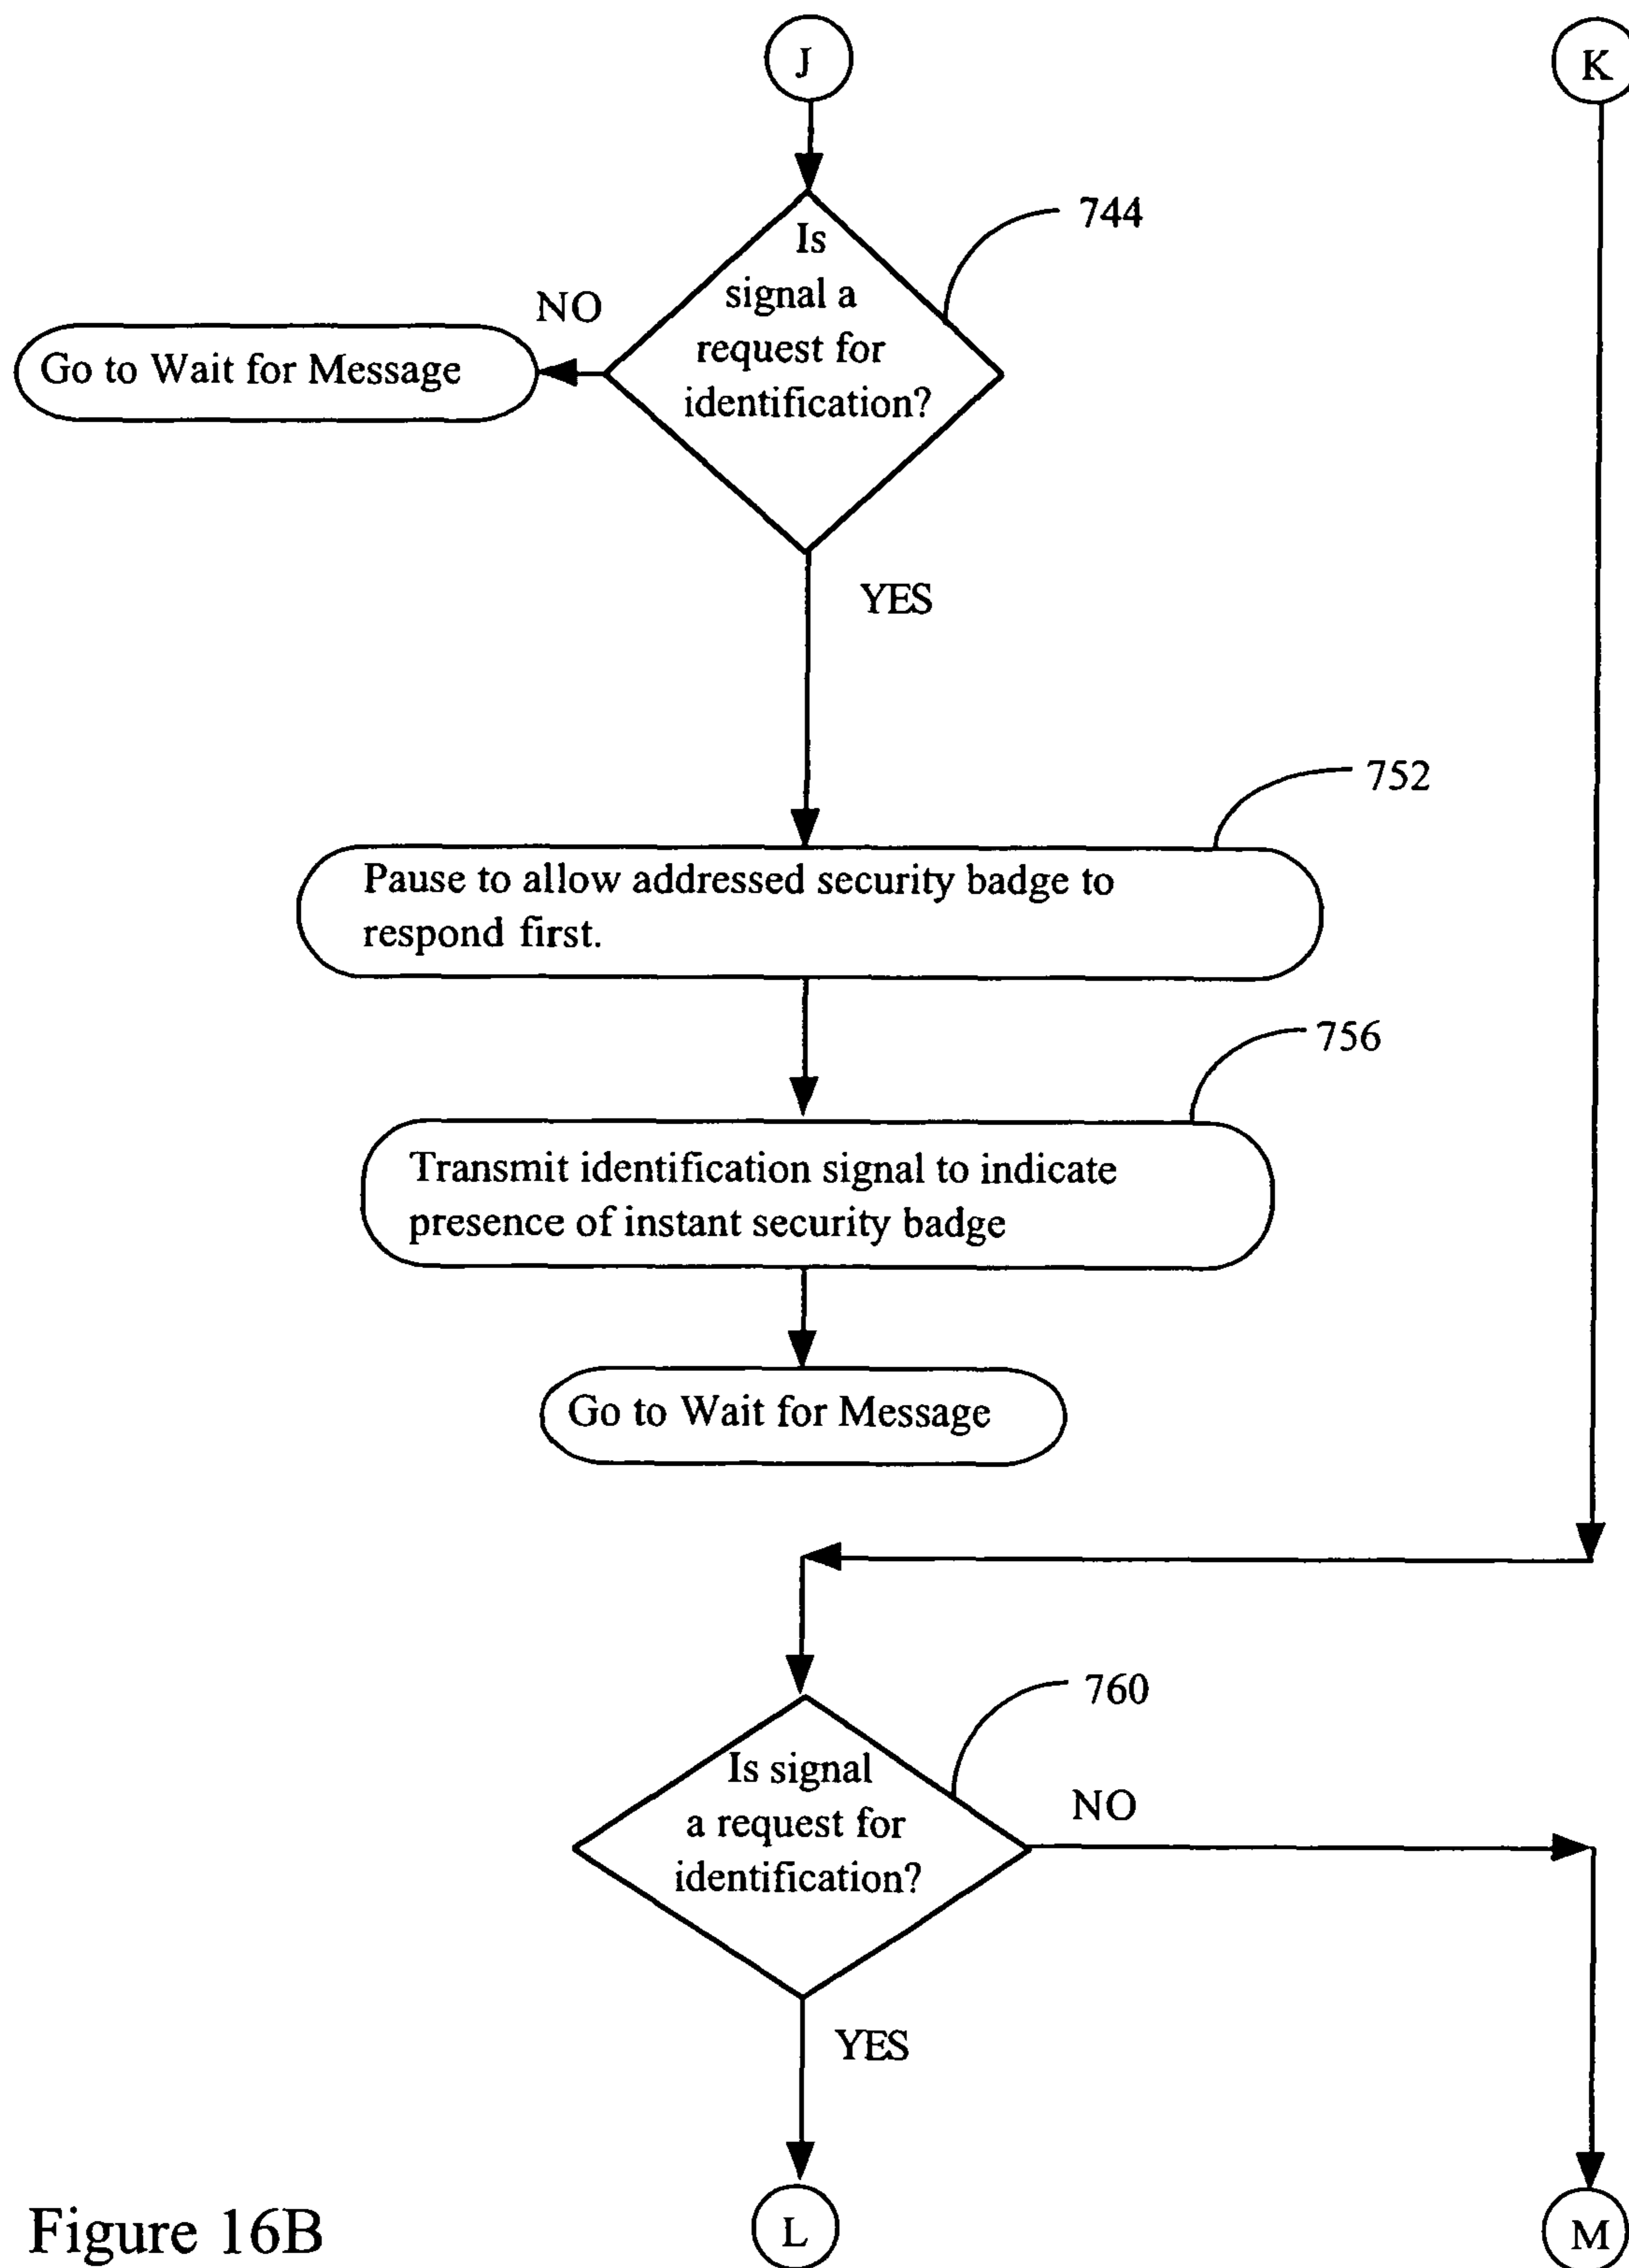 J
K
744
Is
signal a
request for
identification?
NO
Go to Wait for Message
YES
752
Pause to allow addressed security badge to
respond first.
756
Transmit identification signal to indicate
presence of instant security badge
Go to Wait for Message
760
Is signal
a request for
identification?
NO
YES
L
M
Figure 16B